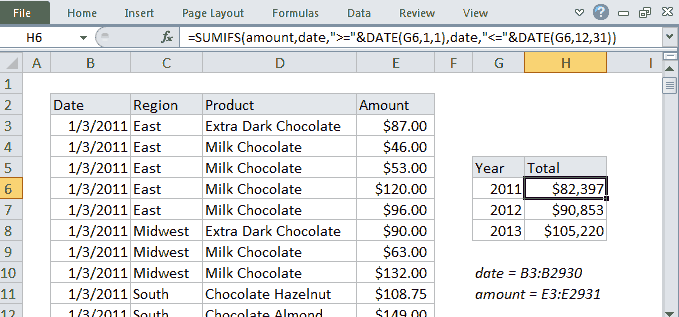 File Home Insert Page Layout Formulas Data Review View
H6 fx =SUMIFS(amount,date,">="&DATE(G6,1,1),date,"<="&DATE(G6,12,31))
A B C D E F G H I
1
2 Date Region Product Amount
3 1/3/2011 East Extra Dark Chocolate $87.00
4 1/3/2011 East Milk Chocolate $46.00
5 1/3/2011 East Milk Chocolate $53.00 Year Total
6 1/3/2011 East Milk Chocolate $120.00 2011 $82,397
7 1/3/2011 East Milk Chocolate $96.00 2012 $90,853
8 1/3/2011 Midwest Extra Dark Chocolate $90.00 2013 $105,220
9 1/3/2011 Midwest Milk Chocolate $63.00
10 1/3/2011 Midwest Milk Chocolate $132.00 date = B3:B2930
11 1/3/2011 South Chocolate Hazelnut $108.75 amount = E3:E2931
12 1/3/2011 South Chocolate Almond $149.00